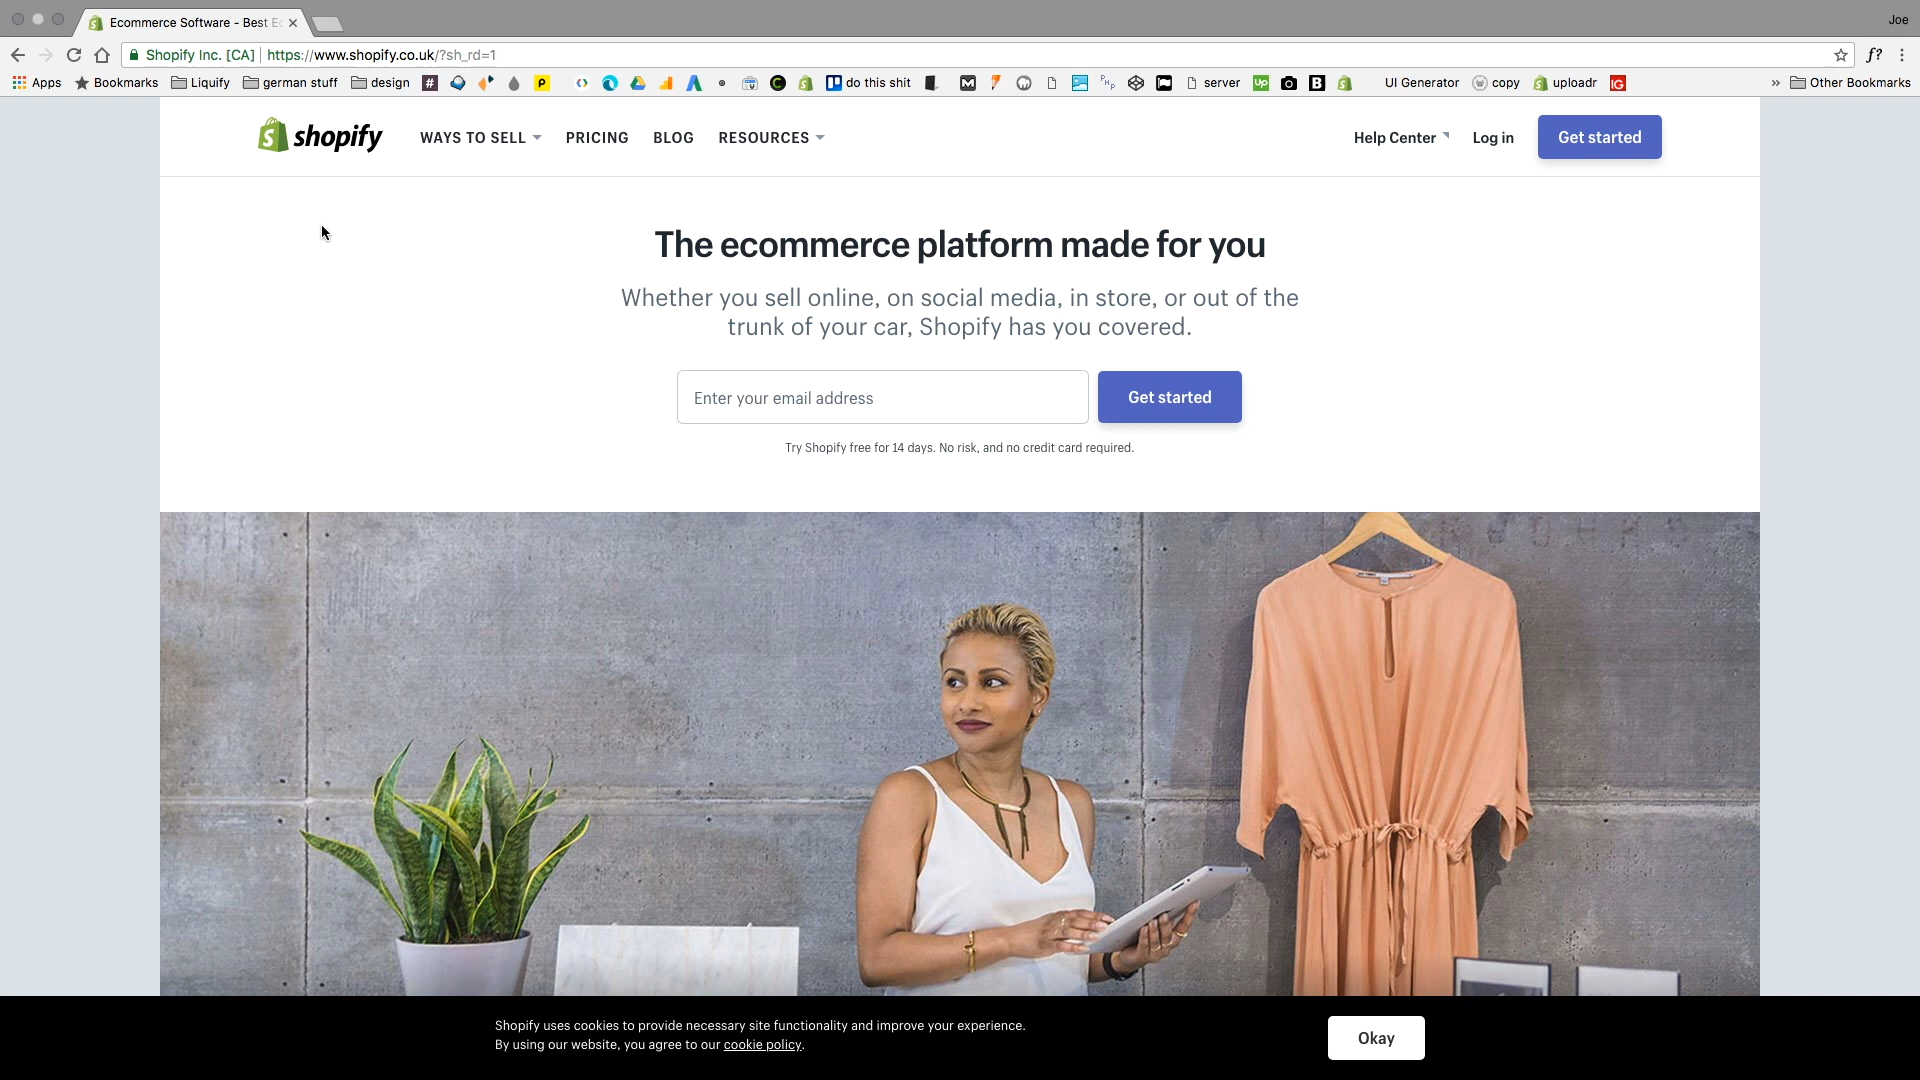 Ecommerce Software - Best Ec
Joe
Shopify Inc. [CA] https://www.shopify.co.uk/?sh_rd=1
f?
Apps Bookmarks Liquify german stuff design # P do this shit M PHP server UP B UI Generator copy uploadr IG » Other Bookmarks
shopify WAYS TO SELL PRICING BLOG RESOURCES Help Center Log in Get started
The ecommerce platform made for you
Whether you sell online, on social media, in store, or out of the
trunk of your car, Shopify has you covered.
Enter your email address Get started
Try Shopify free for 14 days. No risk, and no credit card required.
Shopify uses cookies to provide necessary site functionality and improve your experience.
By using our website, you agree to our cookie policy.
Okay